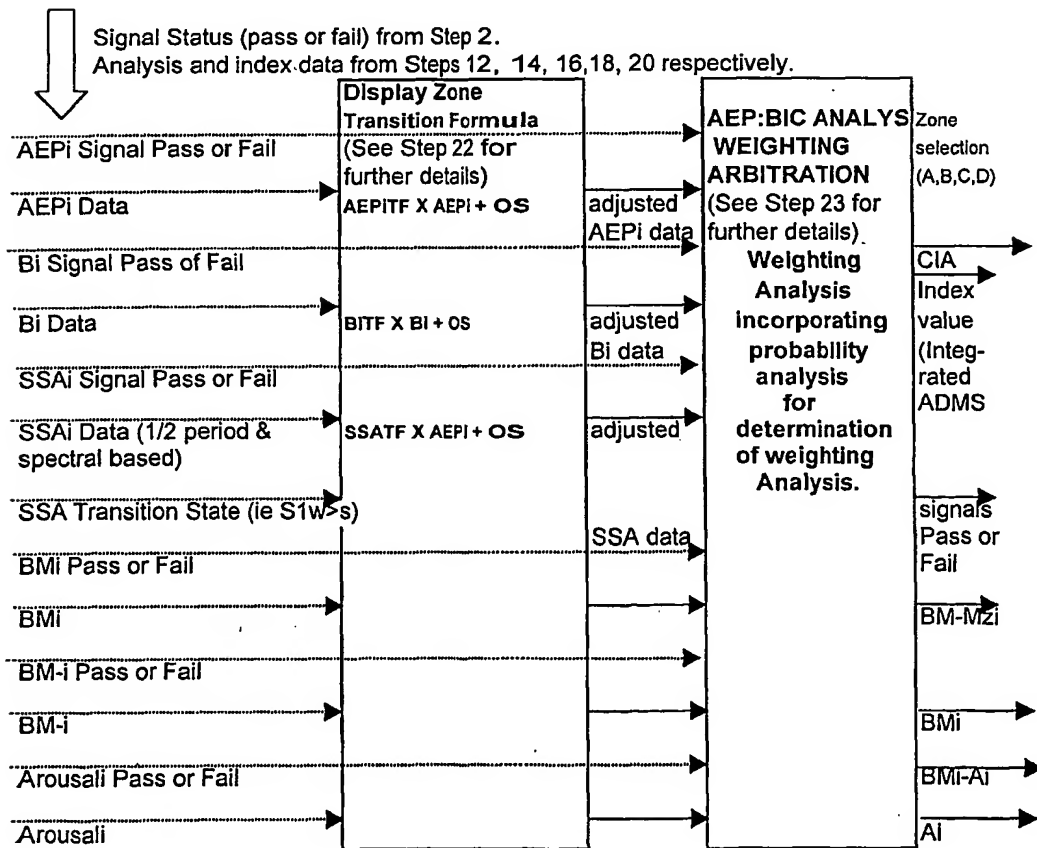 Signal Status (pass or fail) from Step 2.
Analysis and index data from Steps 12, 14, 16,18, 20 respectively.
Display Zone
Transition Formula
(See Step 22 for
further details)
AEPITF X AEPi + OS
BITF X BI + OS
SSATF X AEPI + OS
AEPi Signal Pass or Fail
AEPi Data
Bi Signal Pass of Fail
Bi Data
SSAi Signal Pass or Fail
SSAi Data (1/2 period &
spectral based)
SSA Transition State (ie S1w>s)
BMi Pass or Fail
BMi
BM-i Pass or Fail
BM-i
Arousali Pass or Fail
Arousali
adjusted
AEPi data
adjusted
Bi data
adjusted
SSA data
AEP:BIC ANALYS
WEIGHTING
ARBITRATION
(See Step 23 for
further details)
Weighting
Analysis
incorporating
probability
analysis
for
determination
of weighting
Analysis.
Zone
selection
(A,B,C,D)
CIA
Index
value
(Integ-
rated
ADMS
signals
Pass or
Fail
BM-Mzi
BMi
BMi-Ai
Ai